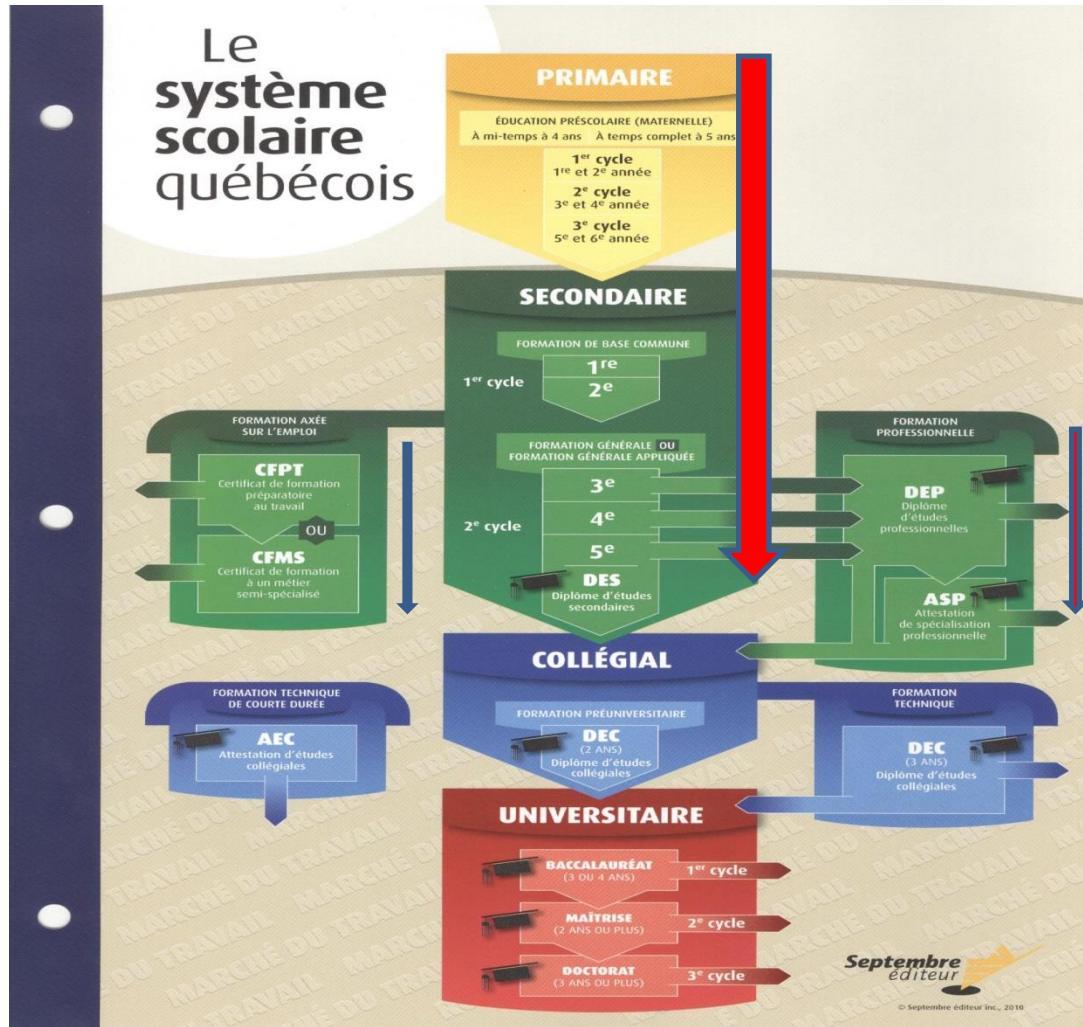 Le
système
scolaire
québécois
PRIMAIRE
ÉDUCATION PRÉSCOLAIRE (MATERNELLE)
À mi-temps à 4 ans À temps complet à 5 ans
1er cycle
1re et 2e année
2e cycle
3e et 4e année
3e cycle
5e et 6e année
SECONDAIRE
FORMATION DE BASE COMMUNE
1er cycle
1re
2e
FORMATION GÉNÉRALE OU
FORMATION GÉNÉRALE APPLIQUÉE
2e cycle
3e
4e
5e
DES
Diplôme d'études
secondaires
FORMATION AXÉE
SUR L'EMPLOI
CFPT
Certificat de formation
préparatoire
au travail
OU
CFMS
Certificat de formation
à un métier
semi-spécialisé
FORMATION
PROFESSIONNELLE
DEP
Diplôme
d'études
professionnelles
ASP
Attestation
de spécialisation
professionnelle
COLLÉGIAL
FORMATION TECHNIQUE
DE COURTE DURÉE
AEC
Attestation d'études
collégiales
FORMATION PRÉUNIVERSITAIRE
DEC
(2 ANS)
Diplôme d'études
collégiales
FORMATION
TECHNIQUE
DEC
(3 ANS)
Diplôme d'études
collégiales
UNIVERSITAIRE
BACCALAURÉAT
(3 OU 4 ANS)
1er cycle
MAÎTRISE
(2 ANS OU PLUS)
2e cycle
DOCTORAT
(3 ANS OU PLUS)
3e cycle
MARCHÉ DU TRAVAIL
Septembre
éditeur
© Septembre éditeur inc., 2010